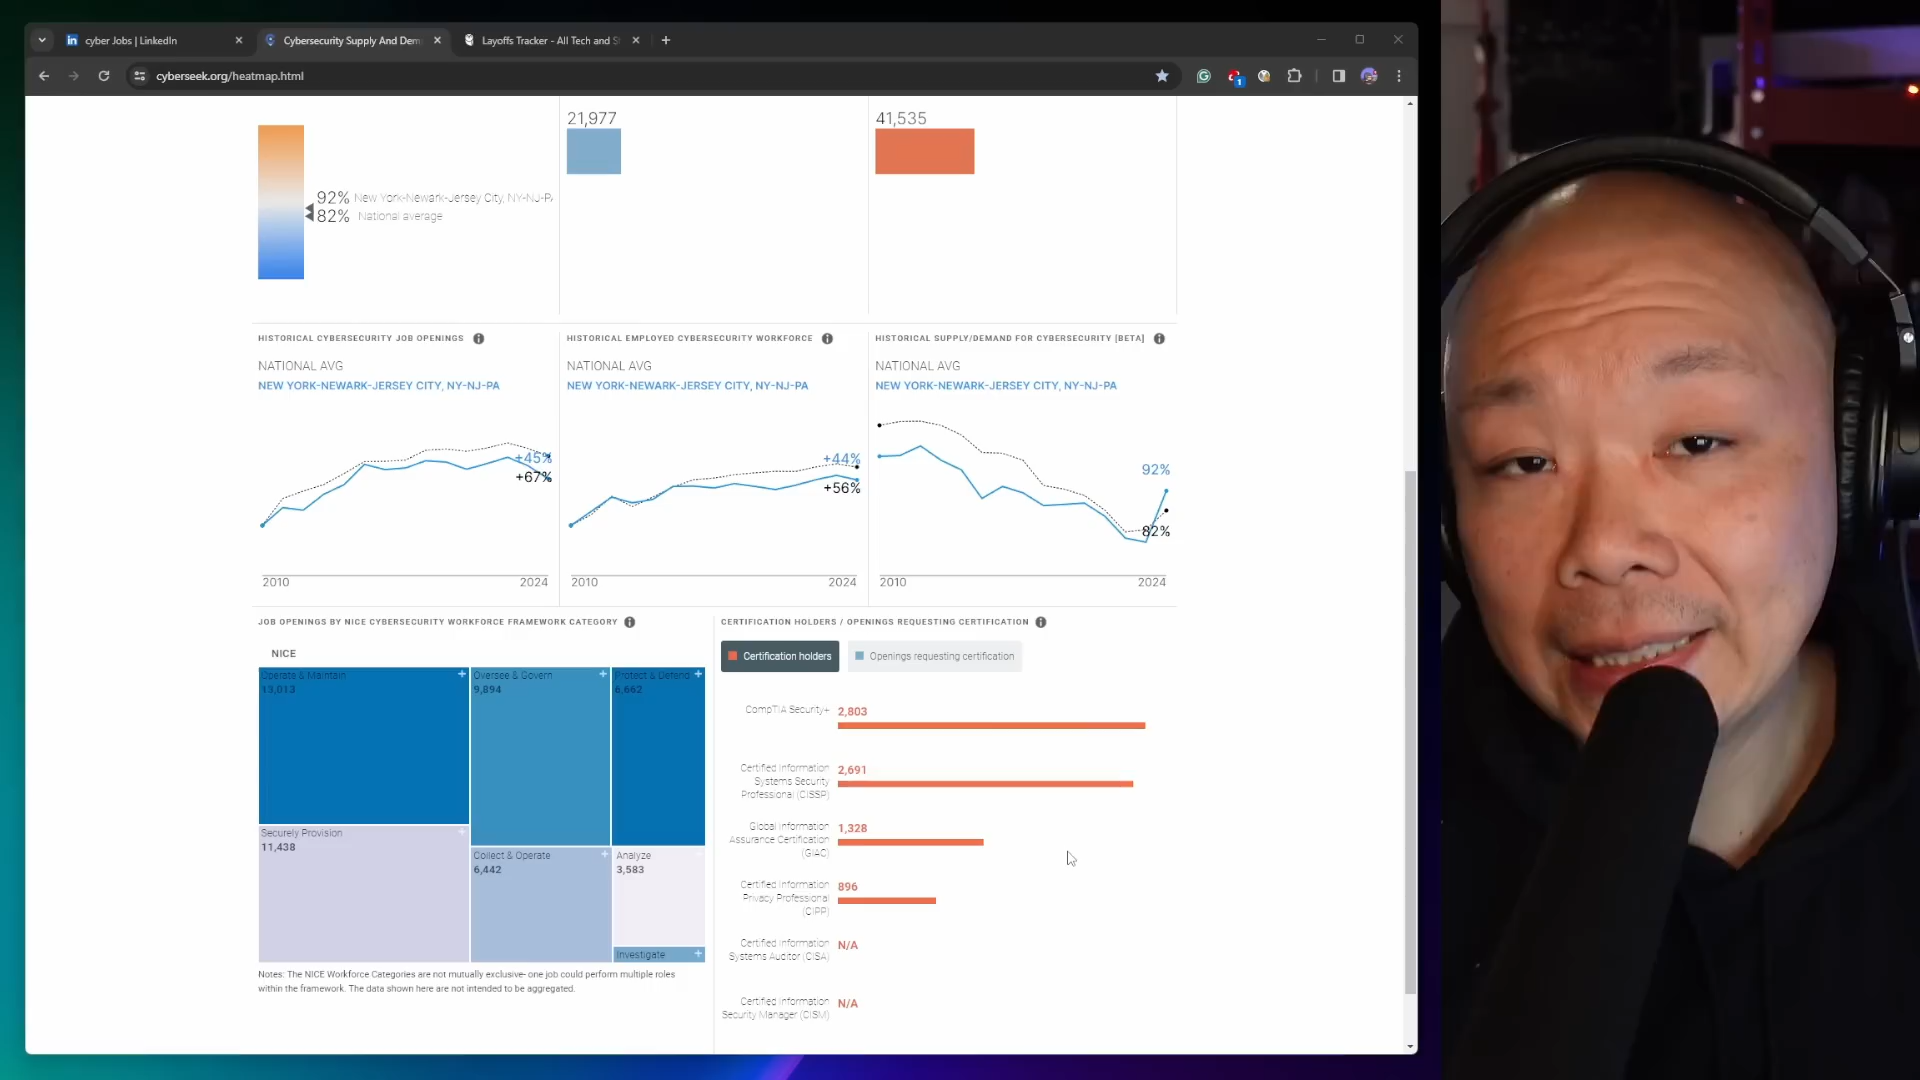 cyber Jobs | LinkedIn
Cybersecurity Supply And Dem
Layoffs Tracker - All Tech and S
cyberseek.org/heatmap.html
1
21,977
41,535
92% New York-Newark-Jersey City, NY-NJ-P
82% National average
HISTORICAL CYBERSECURITY JOB OPENINGS
NATIONAL AVG
NEW YORK-NEWARK-JERSEY CITY, NY-NJ-PA
+45%
+67%
2010
2024
HISTORICAL EMPLOYED CYBERSECURITY WORKFORCE
NATIONAL AVG
NEW YORK-NEWARK-JERSEY CITY, NY-NJ-PA
+44%
+56%
2010
2024
HISTORICAL SUPPLY/DEMAND FOR CYBERSECURITY [BETA]
NATIONAL AVG
NEW YORK-NEWARK-JERSEY CITY, NY-NJ-PA
92%
82%
2010
2024
JOB OPENINGS BY NICE CYBERSECURITY WORKFORCE FRAMEWORK CATEGORY
NICE
Operate & Maintain
13,013
Oversee & Govern
9,894
Protect & Defend
6,662
Securely Provision
11,438
Collect & Operate
6,442
Analyze
3,583
Investigate
Notes: The NICE Workforce Categories are not mutually exclusive- one job could perform multiple roles
within the framework. The data shown here are not intended to be aggregated.
CERTIFICATION HOLDERS / OPENINGS REQUESTING CERTIFICATION
Certification holders
Openings requesting certification
CompTIA Security+
2,803
Certified Information
Systems Security
Professional (CISSP)
2,691
Global Information
Assurance Certification
(GIAC)
1,328
Certified Information
Privacy Professional
(CIPP)
896
Certified Information
Systems Auditor (CISA)
N/A
Certified Information
Security Manager (CISM)
N/A